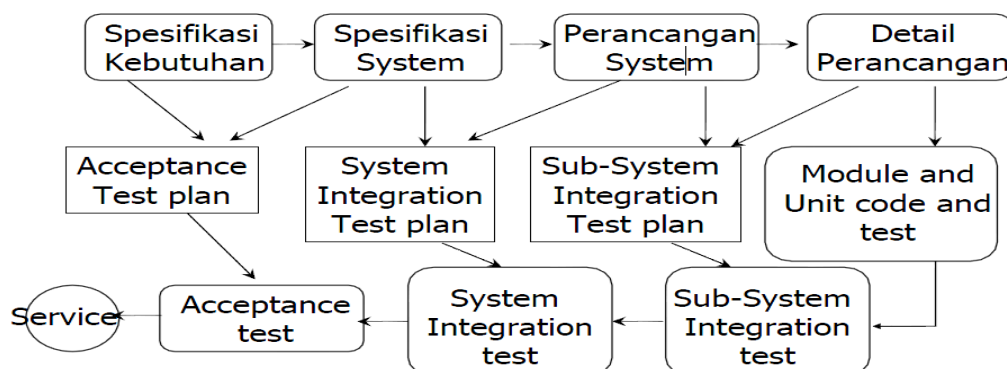 Spesifikasi
Kebutuhan
Spesifikasi
System
Perancangan
System
Detail
Perancangan
Acceptance
Test plan
System
Integration
Test plan
Sub-System
Integration
Test plan
Module and
Unit code and
test
Service
Acceptance
test
System
Integration
test
Sub-System
Integration
test